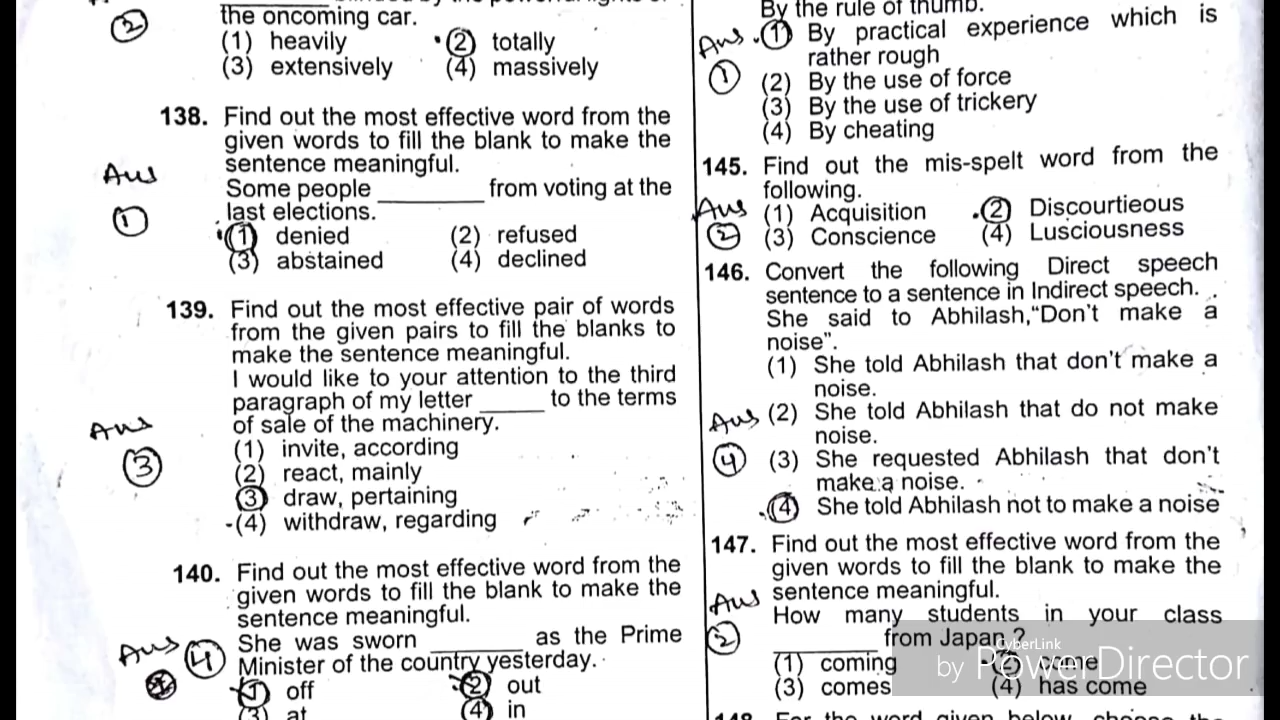 the oncoming car.
(1) heavily (2) totally
(3) extensively (4) massively
2
138. Find out the most effective word from the
given words to fill the blank to make the
sentence meaningful.
Ans
Some people ________ from voting at the
last elections.
1
(1) denied (2) refused
(3) abstained (4) declined
139. Find out the most effective pair of words
from the given pairs to fill the blanks to
make the sentence meaningful.
I would like to your attention to the third
paragraph of my letter _____ to the terms
of sale of the machinery.
Ans
3
(1) invite, according
(2) react, mainly
(3) draw, pertaining
(4) withdraw, regarding
140. Find out the most effective word from the
given words to fill the blank to make the
sentence meaningful.
She was sworn _______ as the Prime
Minister of the country yesterday.
Ans 4
(1) off (2) out
(3) at (4) in
By the rule of thumb.
Ans (1) By practical experience which is
rather rough
1
(2) By the use of force
(3) By the use of trickery
(4) By cheating
145. Find out the mis-spelt word from the
following.
Ans
2
(1) Acquisition (2) Discourtieous
(3) Conscience (4) Lusciousness
146. Convert the following Direct speech
sentence to a sentence in Indirect speech.
She said to Abhilash,"Don't make a
noise".
(1) She told Abhilash that don't make a
noise.
Ans (2) She told Abhilash that do not make
noise.
4
(3) She requested Abhilash that don't
make a noise.
(4) She told Abhilash not to make a noise
147. Find out the most effective word from the
given words to fill the blank to make the
sentence meaningful.
Ans
How many students in your class
2
________ from Japan ?
(1) coming (2) come
(3) comes (4) has come
CyberLink
by PowerDirector